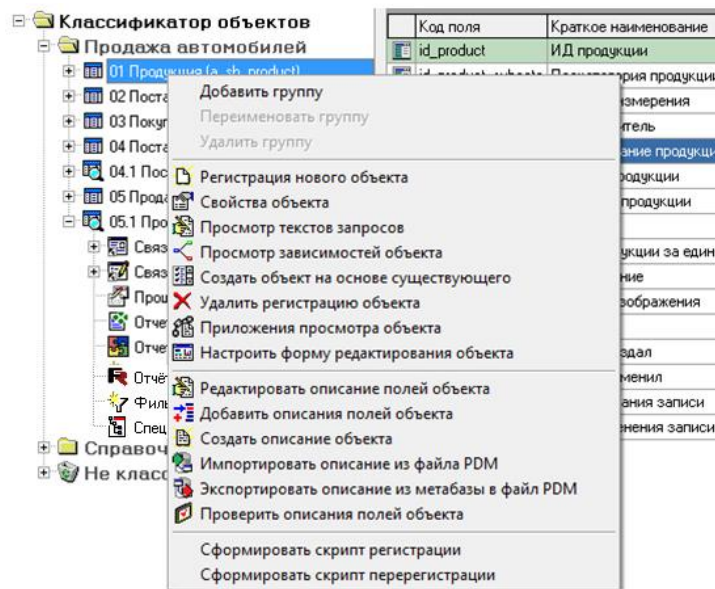 Классификатор объектов
Продажа автомобилей
01 Продукция (a_sb_product)
02 Поста
03 Покуп
04 Поста
04.1 Пос
05 Прода
05.1 Про
Связ
Связ
Проц
Отче
Отче
Отчё
Филь
Спец
Справоч
Не класс
Код поля Краткое наименование
id_product ИД продукции
измерения
ание продукци
родукции
продукции
укции за един
ние
зображения
здал
менил
ания записи
енения записи
Добавить группу
Переименовать группу
Удалить группу
Регистрация нового объекта
Свойства объекта
Просмотр текстов запросов
Просмотр зависимостей объекта
Создать объект на основе существующего
Удалить регистрацию объекта
Приложения просмотра объекта
Настроить форму редактирования объекта
Редактировать описание полей объекта
Добавить описания полей объекта
Создать описание объекта
Импортировать описание из файла PDM
Экспортировать описание из метабазы в файл PDM
Проверить описания полей объекта
Сформировать скрипт регистрации
Сформировать скрипт перерегистрации